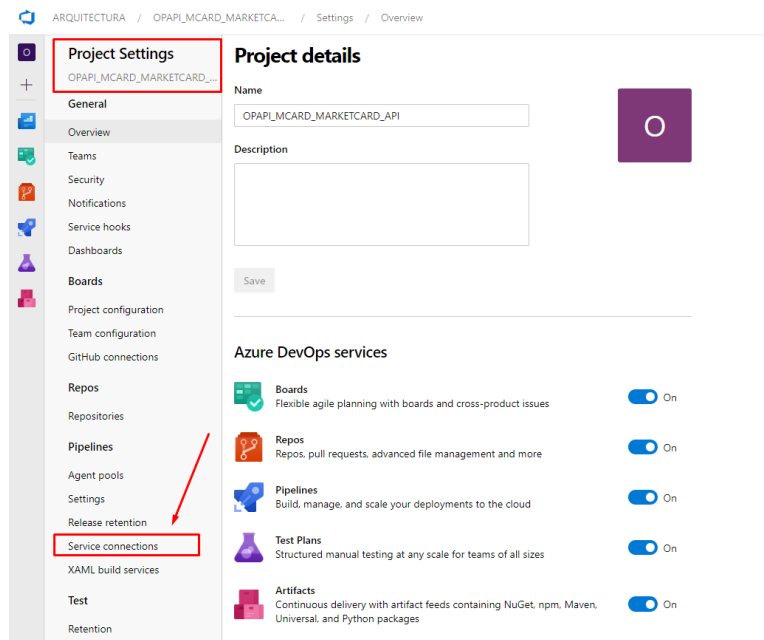 ARQUITECTURA / OPAPI_MCARD_MARKETCA... / Settings / Overview
O
Project Settings
OPAPI_MCARD_MARKETCARD_...
General
Overview
Teams
Security
Notifications
Service hooks
Dashboards
Boards
Project configuration
Team configuration
GitHub connections
Repos
Repositories
Pipelines
Agent pools
Settings
Release retention
Service connections
XAML build services
Test
Retention
Project details
Name
OPAPI_MCARD_MARKETCARD_API
O
Description
Save
Azure DevOps services
Boards
Flexible agile planning with boards and cross-product issues
On
Repos
Repos, pull requests, advanced file management and more
On
Pipelines
Build, manage, and scale your deployments to the cloud
On
Test Plans
Structured manual testing at any scale for teams of all sizes
On
Artifacts
Continuous delivery with artifact feeds containing NuGet, npm, Maven,
Universal, and Python packages
On